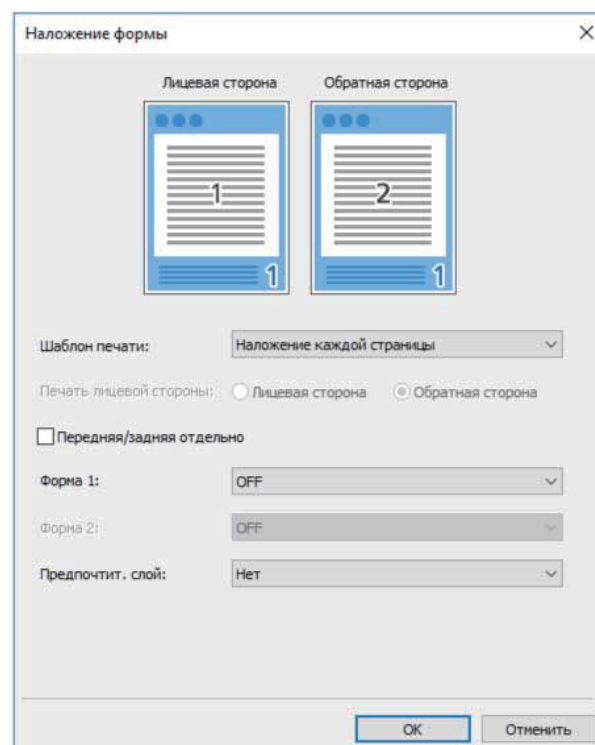 Наложение формы
Лицевая сторона Обратная сторона
1 2
1 1
Шаблон печати: Наложение каждой страницы
Печать лицевой стороны: Лицевая сторона Обратная сторона
Передняя/задняя отдельно
Форма 1: OFF
Форма 2: OFF
Предпочтит. слой: Нет
ОК Отменить